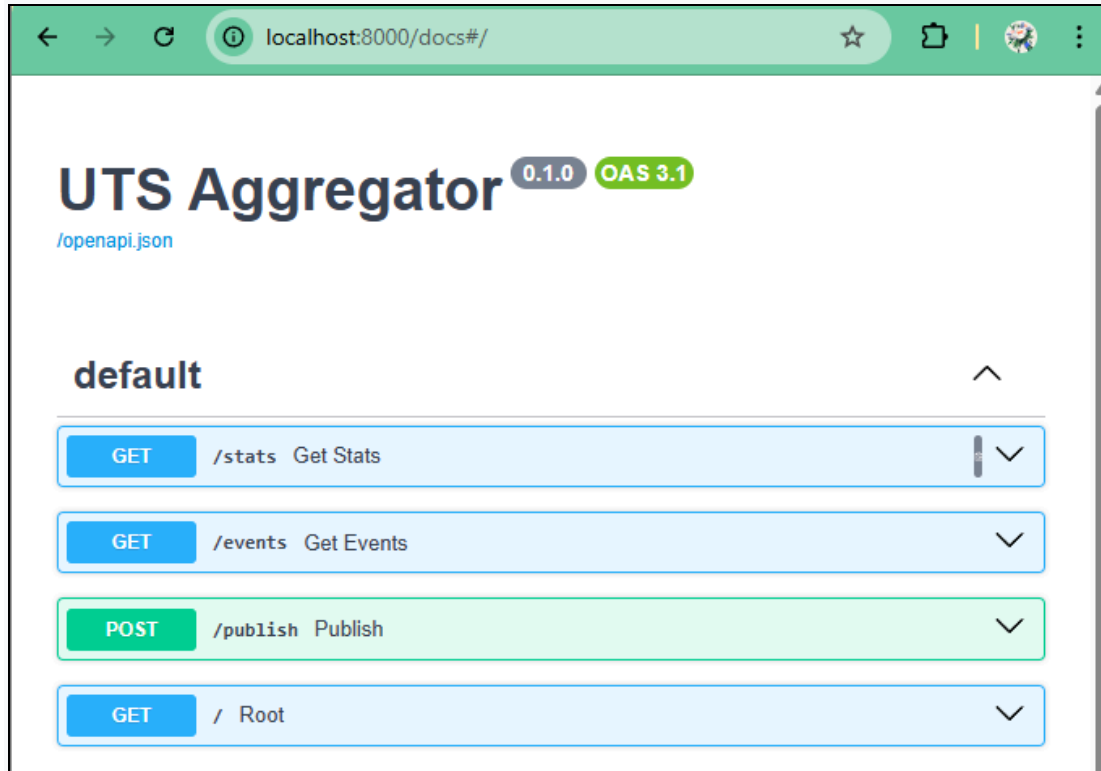 localhost:8000/docs#/
UTS Aggregator 0.1.0 OAS 3.1
/openapi.json
default
GET /stats Get Stats
GET /events Get Events
POST /publish Publish
GET / Root